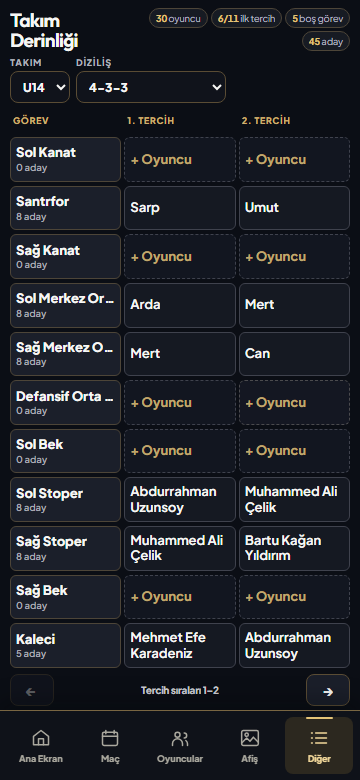 Takım
Derinliği
30 oyuncu
6/11 ilk tercih
5 boş görev
45 aday
TAKIM
DİZİLİŞ
U14
4-3-3
GÖREV
1. TERCİH
2. TERCİH
Sol Kanat
0 aday
+ Oyuncu
+ Oyuncu
Santrfor
8 aday
Sarp
Umut
Sağ Kanat
0 aday
+ Oyuncu
+ Oyuncu
Sol Merkez Or...
8 aday
Arda
Mert
Sağ Merkez O...
8 aday
Mert
Can
Defansif Orta ...
0 aday
+ Oyuncu
+ Oyuncu
Sol Bek
0 aday
+ Oyuncu
+ Oyuncu
Sol Stoper
8 aday
Abdurrahman
Uzunsoy
Muhammed Ali
Çelik
Sağ Stoper
8 aday
Muhammed Ali
Çelik
Bartu Kağan
Yıldırım
Sağ Bek
0 aday
+ Oyuncu
+ Oyuncu
Kaleci
5 aday
Mehmet Efe
Karadeniz
Abdurrahman
Uzunsoy
←
Tercih sıraları 1–2
→
Ana Ekran
Maç
Oyuncular
Afiş
Diğer